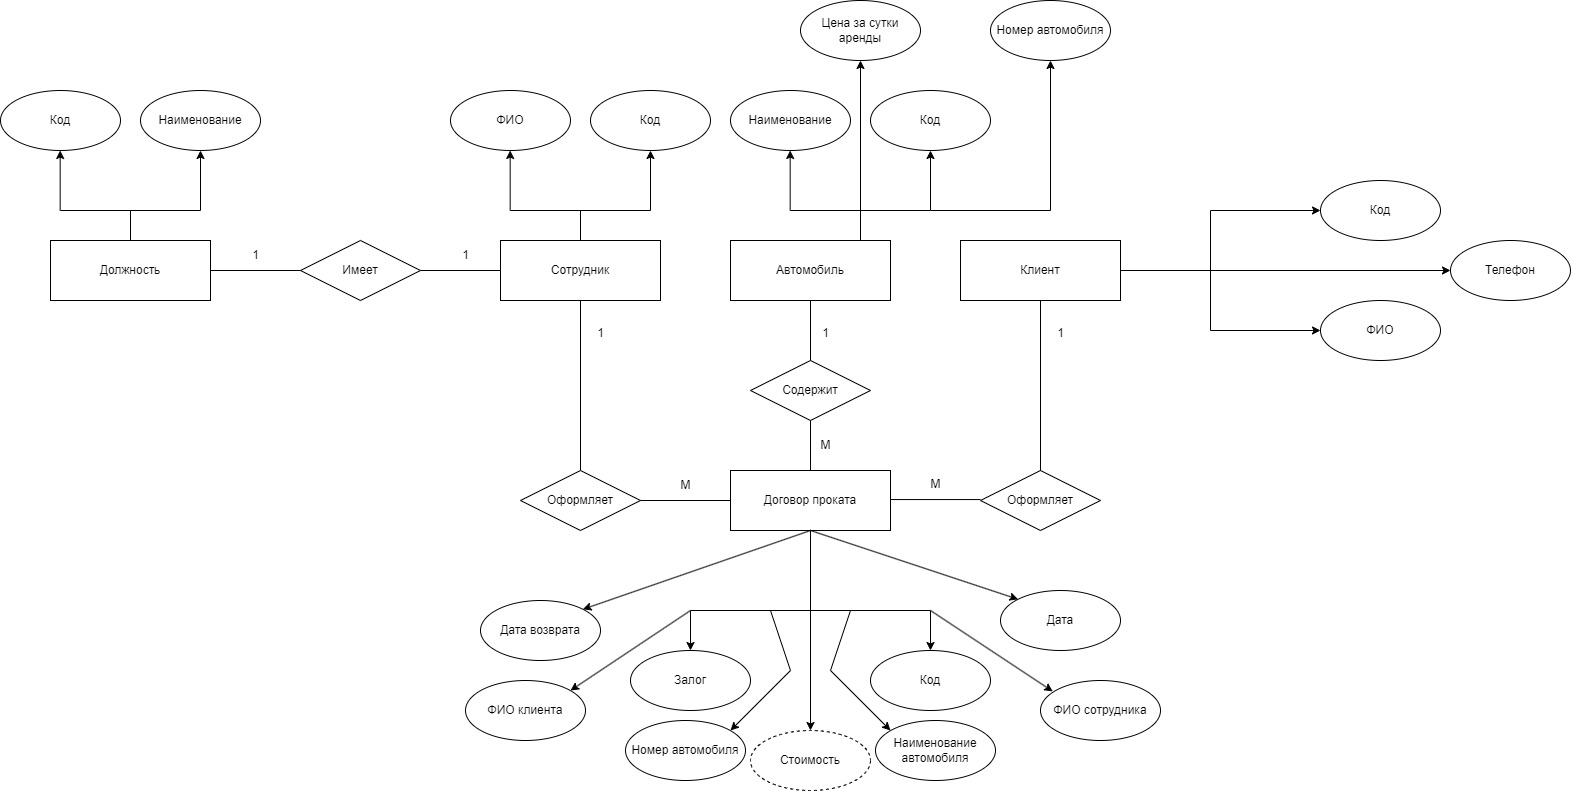 Цена за сутки
аренды
Номер автомобиля
Код
Наименование
ФИО
Код
Наименование
Код
Код
Должность
1
Имеет
1
Сотрудник
Автомобиль
Клиент
Телефон
ФИО
1
1
1
Содержит
М
Оформляет
М
Договор проката
М
Оформляет
Дата возврата
Дата
Залог
Код
ФИО клиента
ФИО сотрудника
Номер автомобиля
Стоимость
Наименование
автомобиля